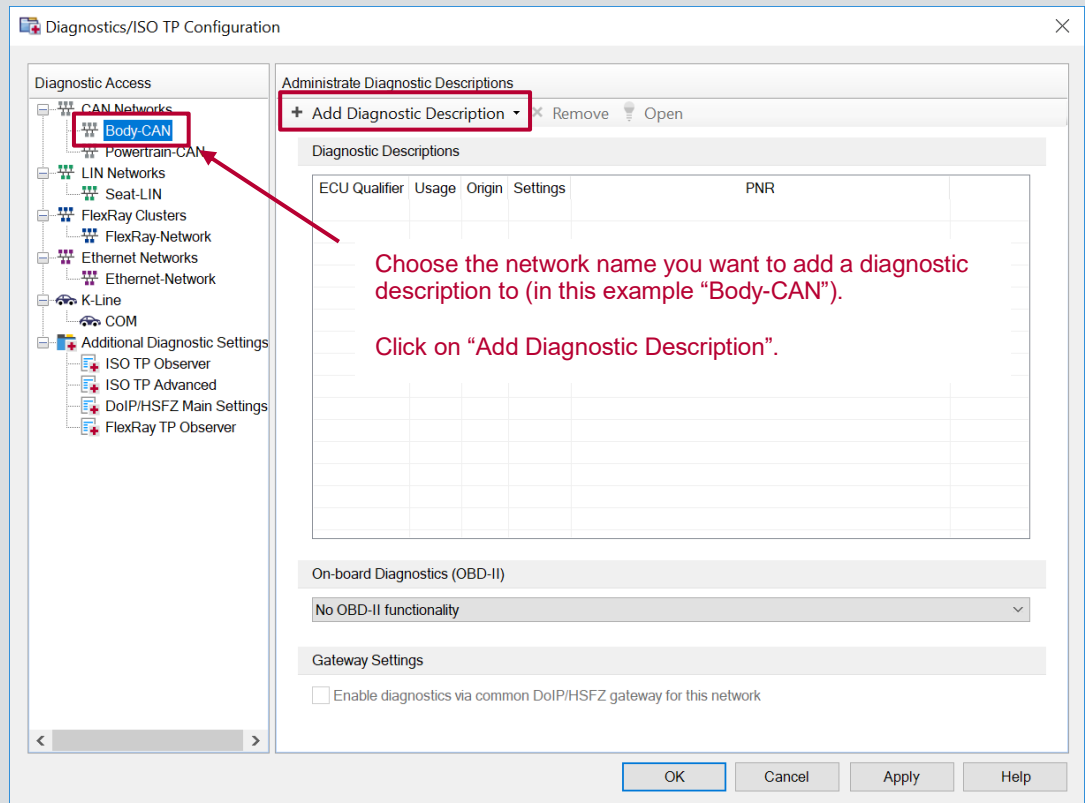 Diagnostics/ISO TP Configuration
Diagnostic Access
CAN Networks
Body-CAN
Powertrain-CAN
LIN Networks
Seat-LIN
FlexRay Clusters
FlexRay-Network
Ethernet Networks
Ethernet-Network
K-Line
COM
Additional Diagnostic Settings
ISO TP Observer
ISO TP Advanced
DoIP/HSFZ Main Settings
FlexRay TP Observer
Administrate Diagnostic Descriptions
+ Add Diagnostic Description Remove Open
Diagnostic Descriptions
ECU Qualifier Usage Origin Settings PNR
Choose the network name you want to add a diagnostic
description to (in this example “Body-CAN”).
Click on “Add Diagnostic Description”.
On-board Diagnostics (OBD-II)
No OBD-II functionality
Gateway Settings
Enable diagnostics via common DoIP/HSFZ gateway for this network
OK Cancel Apply Help